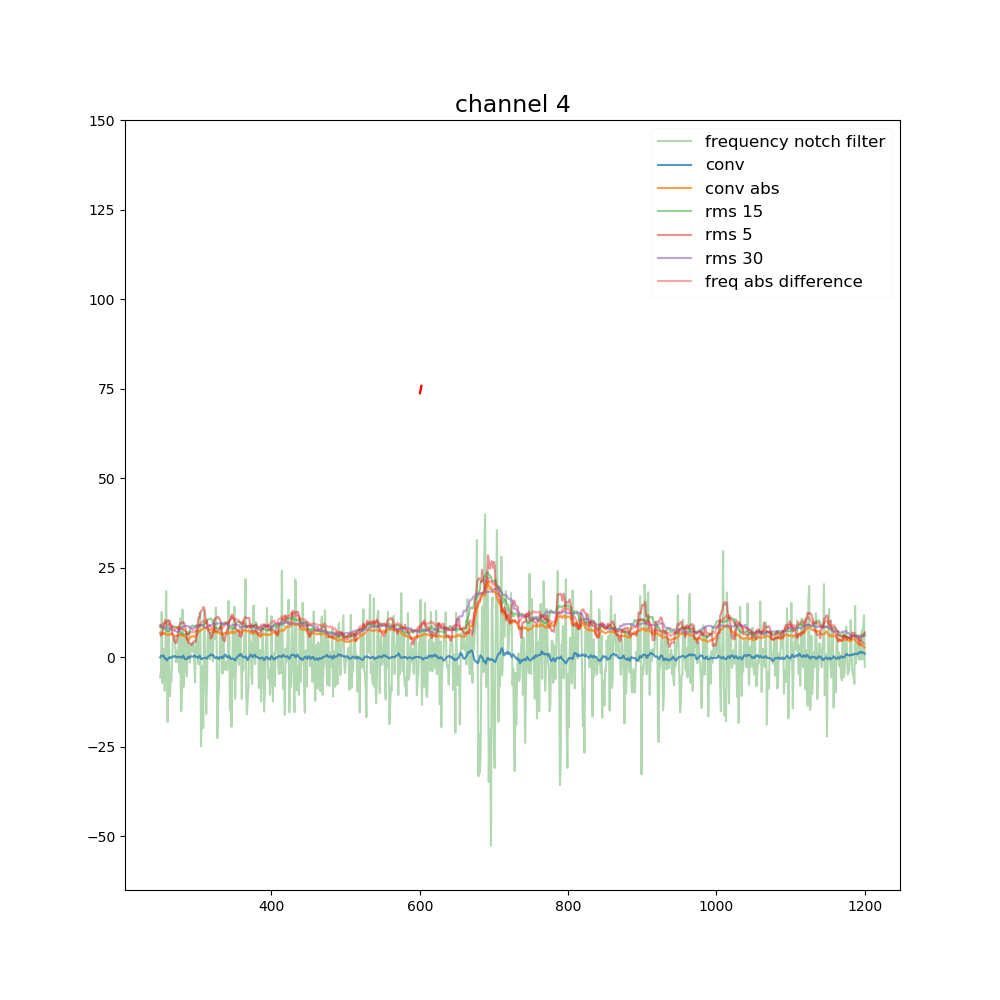 channel 4
150
125
100
75
50
25
0
−25
−50
400 600 800 1000 1200
frequency notch filter
conv
conv abs
rms 15
rms 5
rms 30
freq abs difference